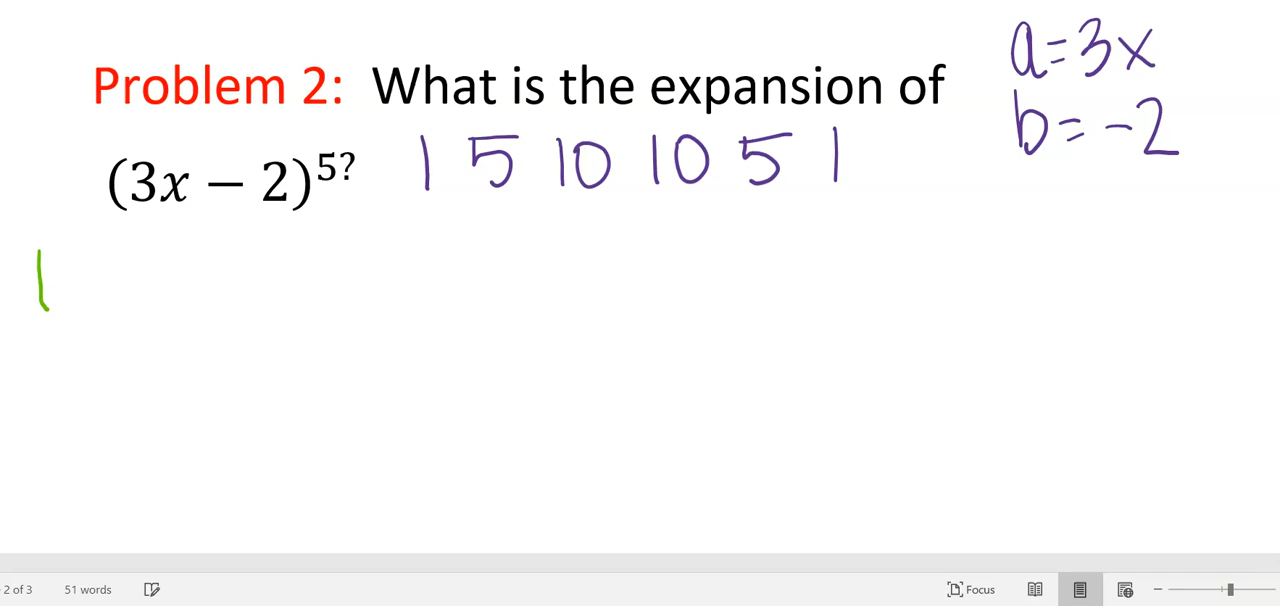 Problem 2: What is the expansion of
(3x − 2)^5?
1 5 10 10 5 1
a=3x
b=-2
1
2 of 3 51 words Focus